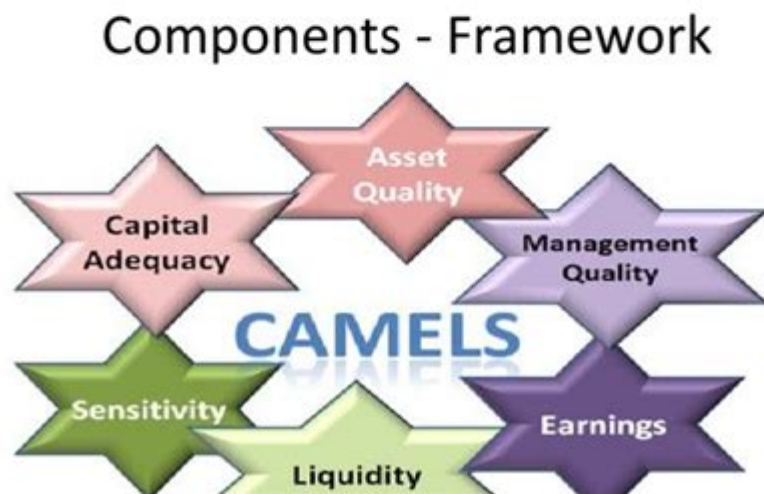 Components - Framework
Asset
Quality
Capital
Adequacy
Management
Quality
CAMELS
Sensitivity
Earnings
Liquidity